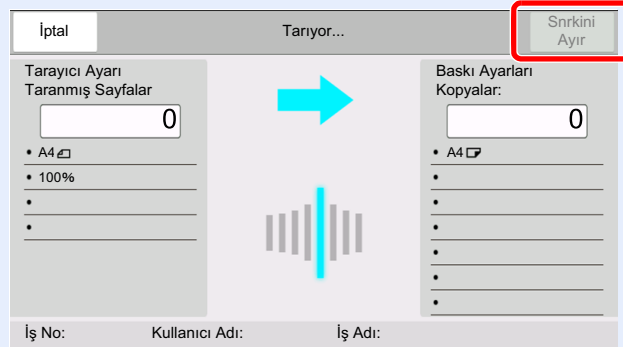 İptal
Tarıyor...
Snrkini
Ayır
Tarayıcı Ayarı
Taranmış Sayfalar
0
• A4
• 100%
•
•
Baskı Ayarları
Kopyalar:
0
• A4
•
•
•
•
•
•
İş No: Kullanıcı Adı: İş Adı: